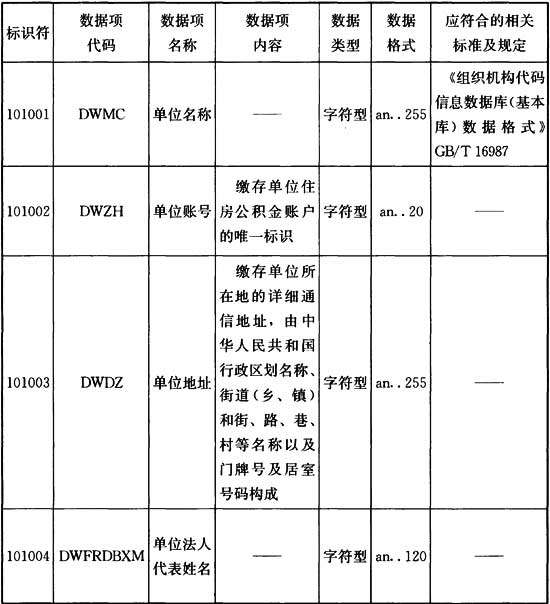 标识符 数据项代码 数据项名称 数据项内容 数据类型 数据格式 应符合的相关标准及规定
101001 DWMC 单位名称 —— 字符型 an..255 《组织机构代码
信息数据库(基本
库)数据格式》
GB/T 16987
101002 DWZH 单位账号 缴存单位住
房公积金账户
的唯一标识 字符型 an..20 ——
101003 DWDZ 单位地址 缴存单位所
在地的详细通
信地址，由中
华人民共和国
行政区划名称、
街道(乡、镇)
和街、路、巷、
村等名称以及
门牌号及居室
号码构成 字符型 an..255 ——
101004 DWFRDBXM 单位法人
代表姓名 —— 字符型 an..120 ——